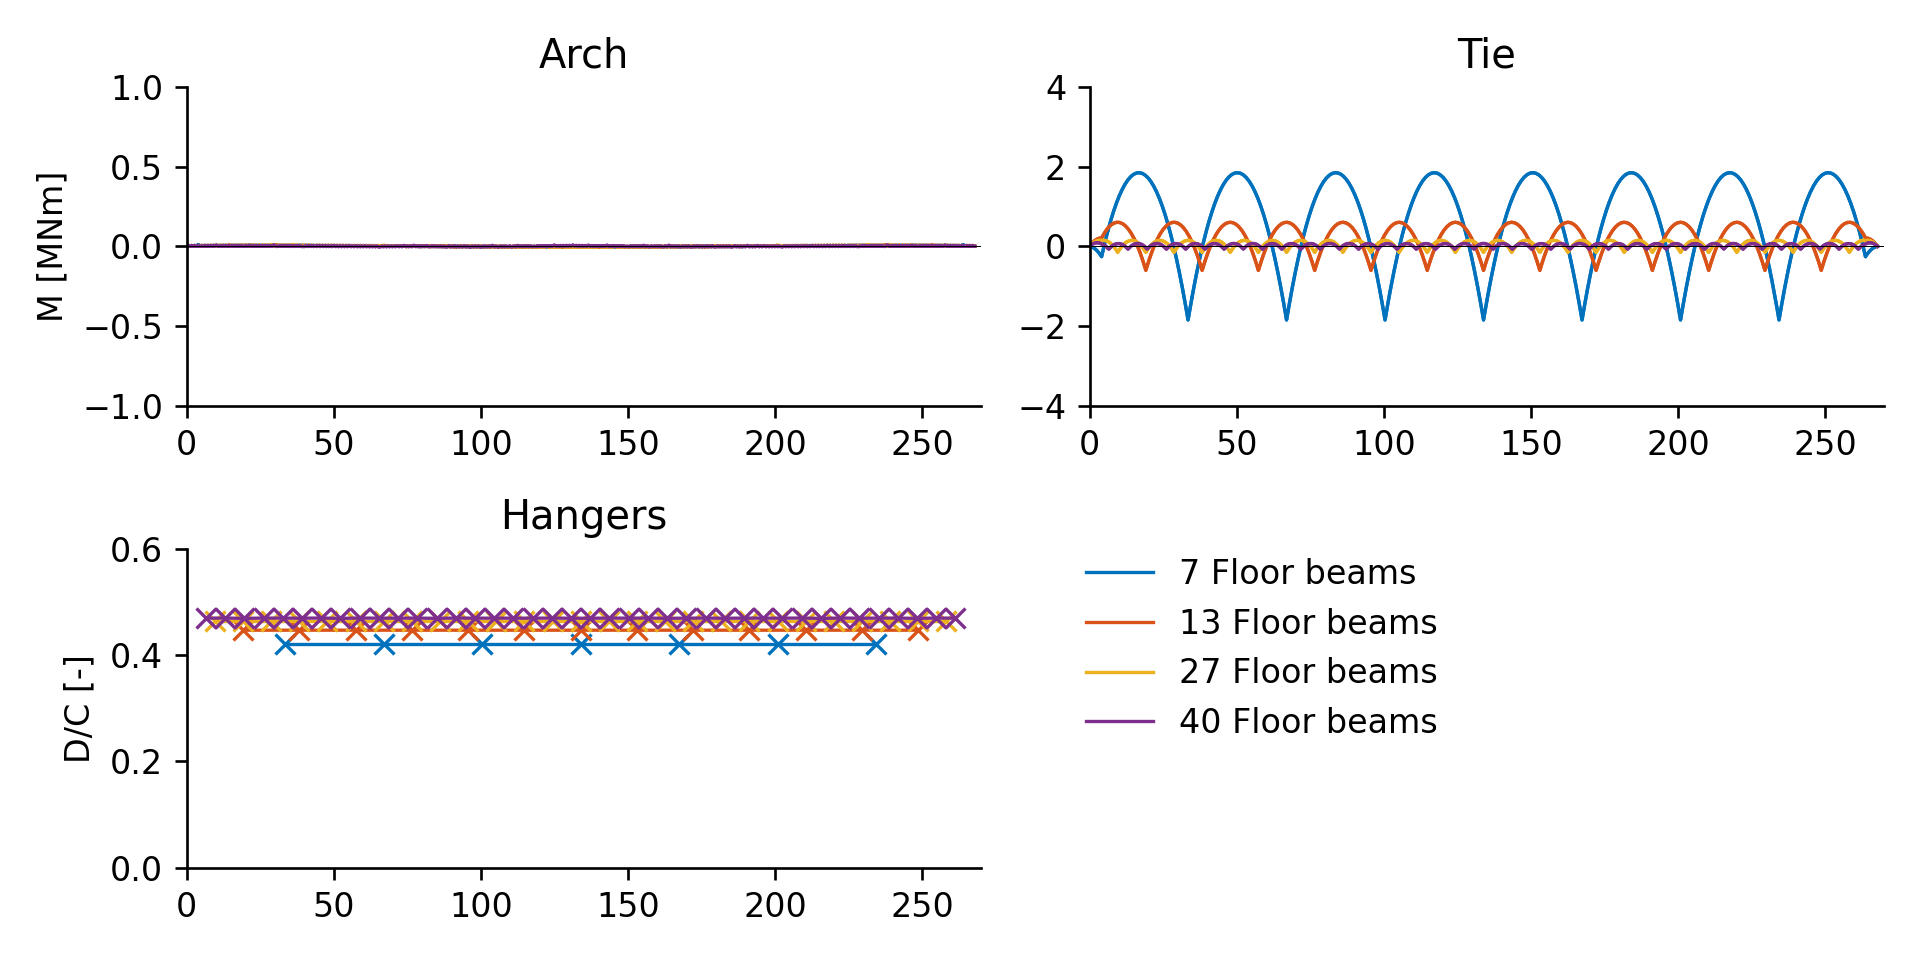 Arch
1.0
0.5
0.0
−0.5
−1.0
M [MNm]
0 50 100 150 200 250
Tie
4
2
0
−2
−4
0 50 100 150 200 250
Hangers
0.6
0.4
0.2
0.0
D/C [-]
0 50 100 150 200 250
7 Floor beams
13 Floor beams
27 Floor beams
40 Floor beams